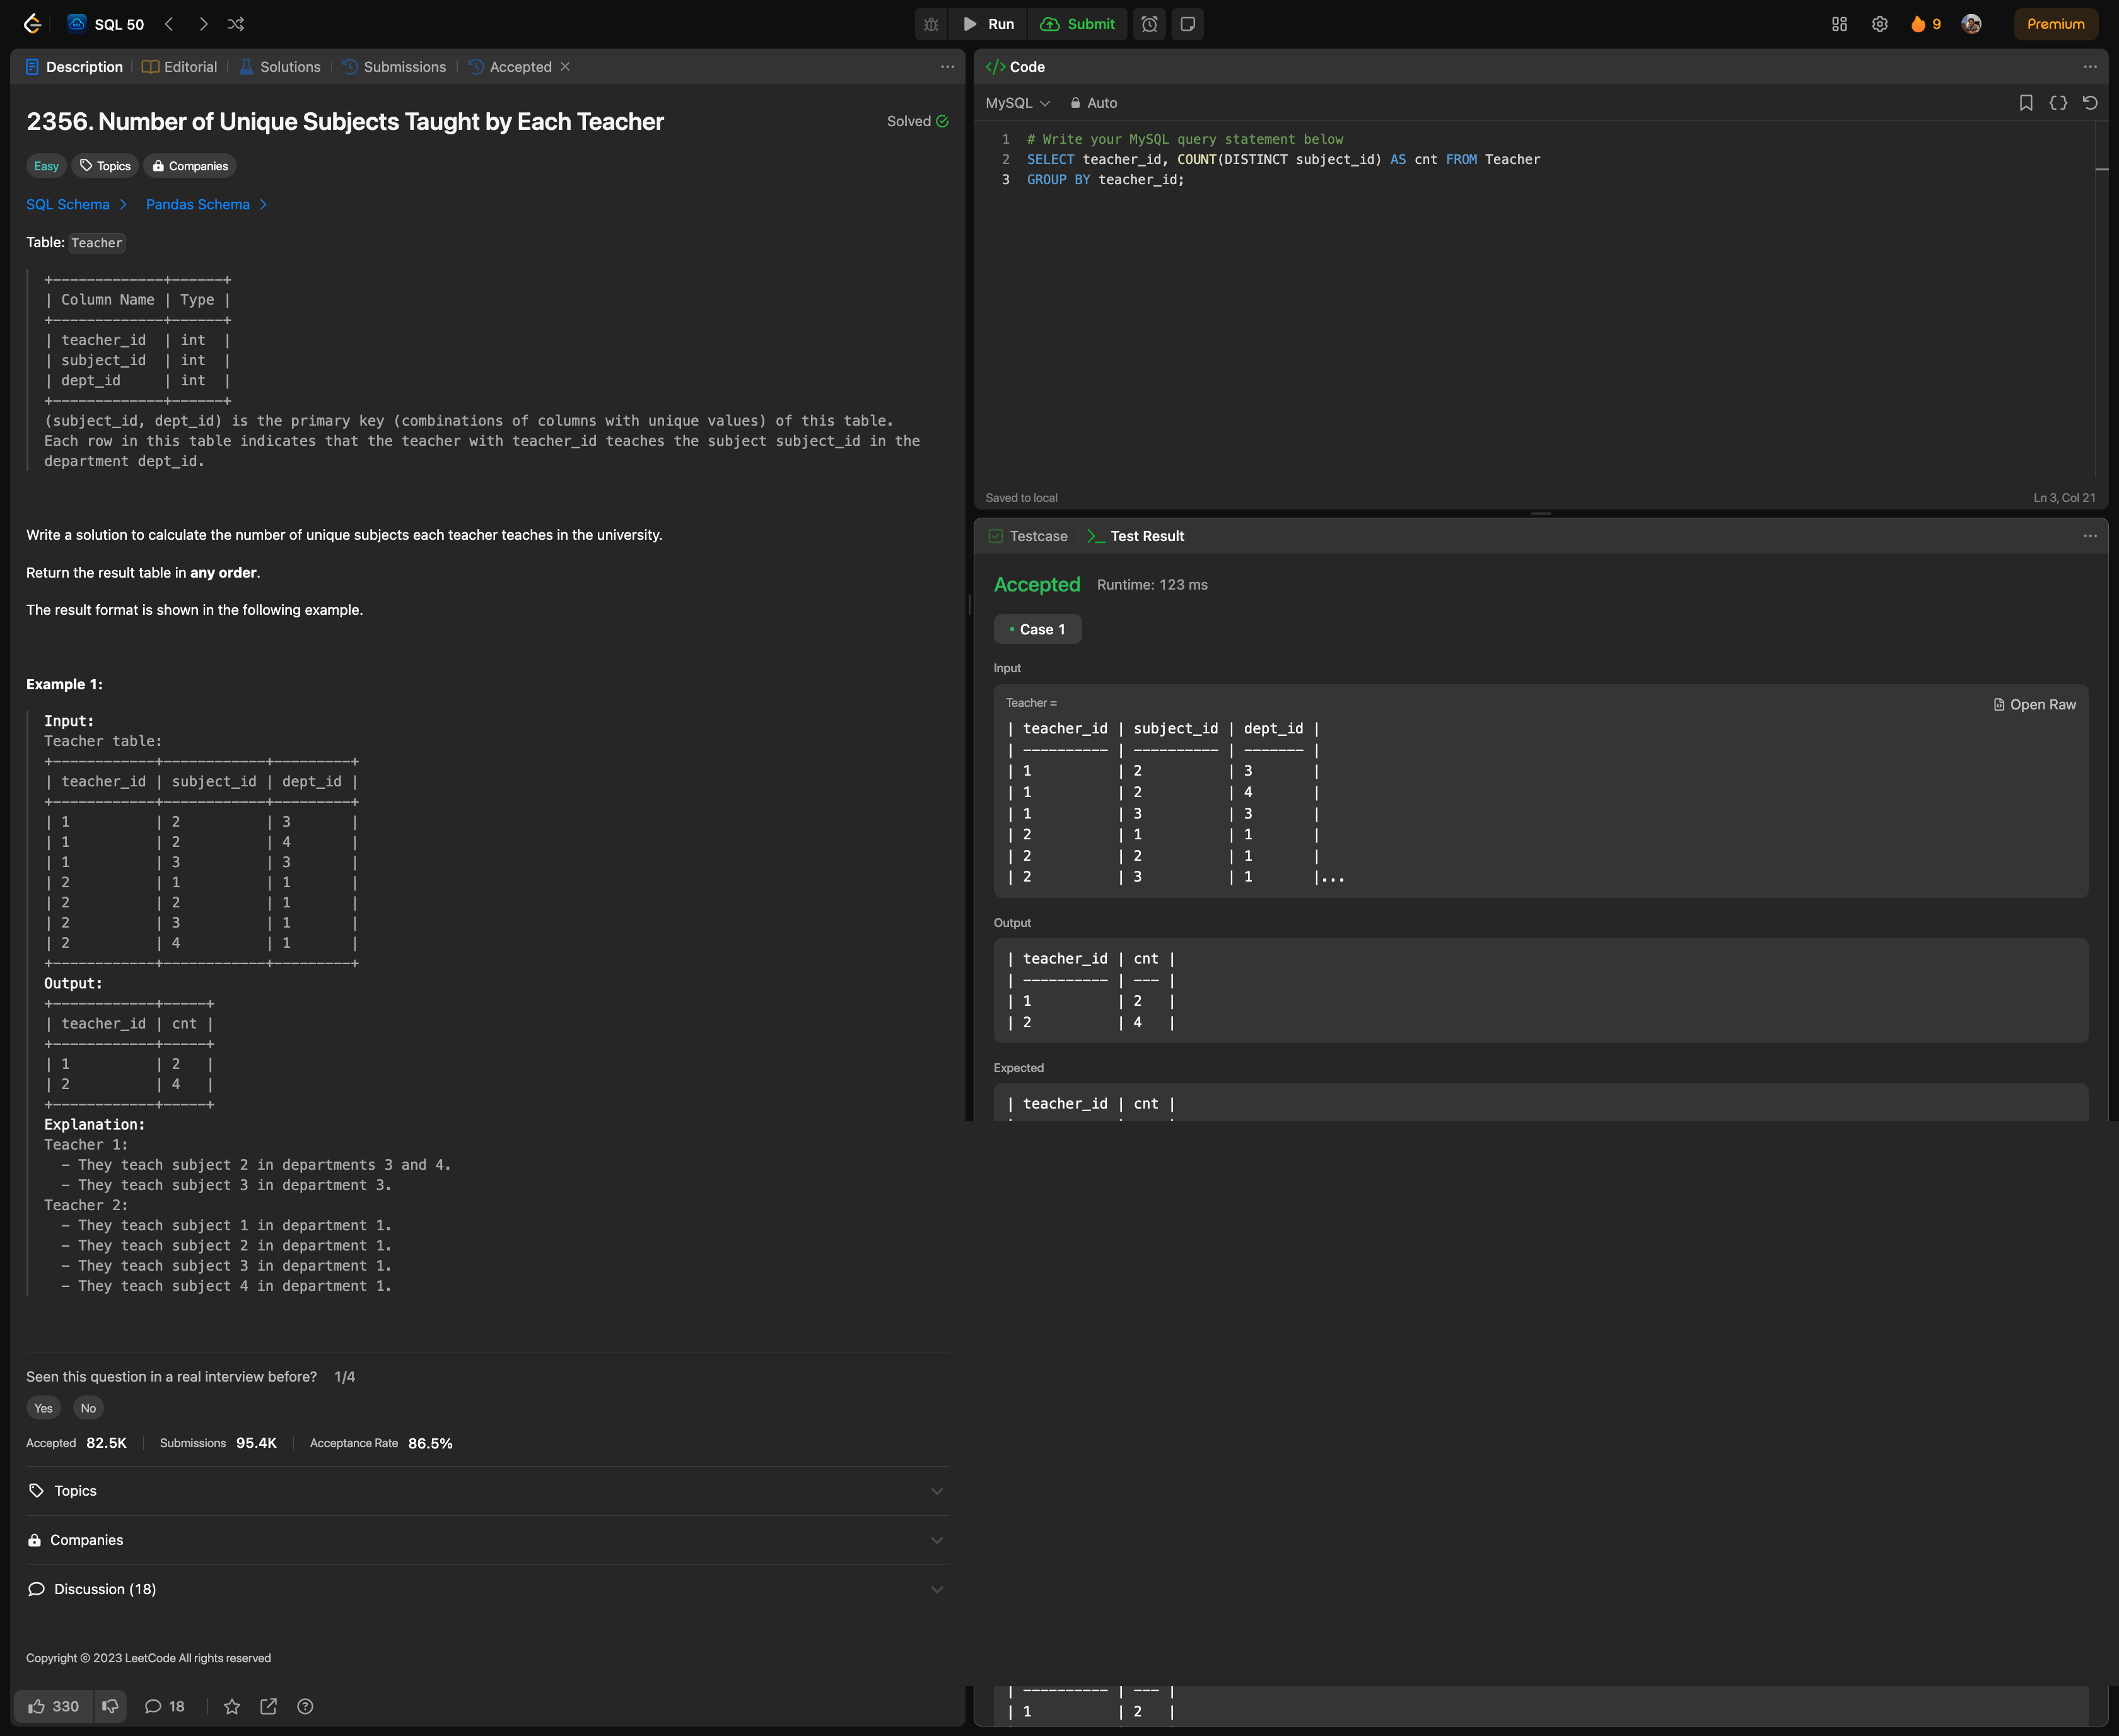 SQL 50
Run
Submit
9
Premium
Description
Editorial
Solutions
Submissions
Accepted
2356. Number of Unique Subjects Taught by Each Teacher
Solved
Easy
Topics
Companies
SQL Schema
Pandas Schema
Table: Teacher
+-------------+------+
| Column Name | Type |
+-------------+------+
| teacher_id  | int  |
| subject_id  | int  |
| dept_id     | int  |
+-------------+------+
(subject_id, dept_id) is the primary key (combinations of columns with unique values) of this table.
Each row in this table indicates that the teacher with teacher_id teaches the subject subject_id in the
department dept_id.
Write a solution to calculate the number of unique subjects each teacher teaches in the university.
Return the result table in any order.
The result format is shown in the following example.
Example 1:
Input:
Teacher table:
+------------+------------+---------+
| teacher_id | subject_id | dept_id |
+------------+------------+---------+
| 1          | 2          | 3       |
| 1          | 2          | 4       |
| 1          | 3          | 3       |
| 2          | 1          | 1       |
| 2          | 2          | 1       |
| 2          | 3          | 1       |
| 2          | 4          | 1       |
+------------+------------+---------+
Output:
+------------+-----+
| teacher_id | cnt |
+------------+-----+
| 1          | 2   |
| 2          | 4   |
+------------+-----+
Explanation:
Teacher 1:
  - They teach subject 2 in departments 3 and 4.
  - They teach subject 3 in department 3.
Teacher 2:
  - They teach subject 1 in department 1.
  - They teach subject 2 in department 1.
  - They teach subject 3 in department 1.
  - They teach subject 4 in department 1.
Seen this question in a real interview before? 1/4
Yes
No
Accepted 82.5K
Submissions 95.4K
Acceptance Rate 86.5%
Topics
Companies
Discussion (18)
Copyright © 2023 LeetCode All rights reserved
330
18
</> Code
MySQL
Auto
1 # Write your MySQL query statement below
2 SELECT teacher_id, COUNT(DISTINCT subject_id) AS cnt FROM Teacher
3 GROUP BY teacher_id;
Saved to local
Ln 3, Col 21
Testcase
Test Result
Accepted
Runtime: 123 ms
Case 1
Input
Teacher =
Open Raw
| teacher_id | subject_id | dept_id |
| ---------- | ---------- | ------- |
| 1          | 2          | 3       |
| 1          | 2          | 4       |
| 1          | 3          | 3       |
| 2          | 1          | 1       |
| 2          | 2          | 1       |
| 2          | 3          | 1       |...
Output
| teacher_id | cnt |
| ---------- | --- |
| 1          | 2   |
| 2          | 4   |
Expected
| teacher_id | cnt |
| ---------- | --- |
| 1          | 2   |